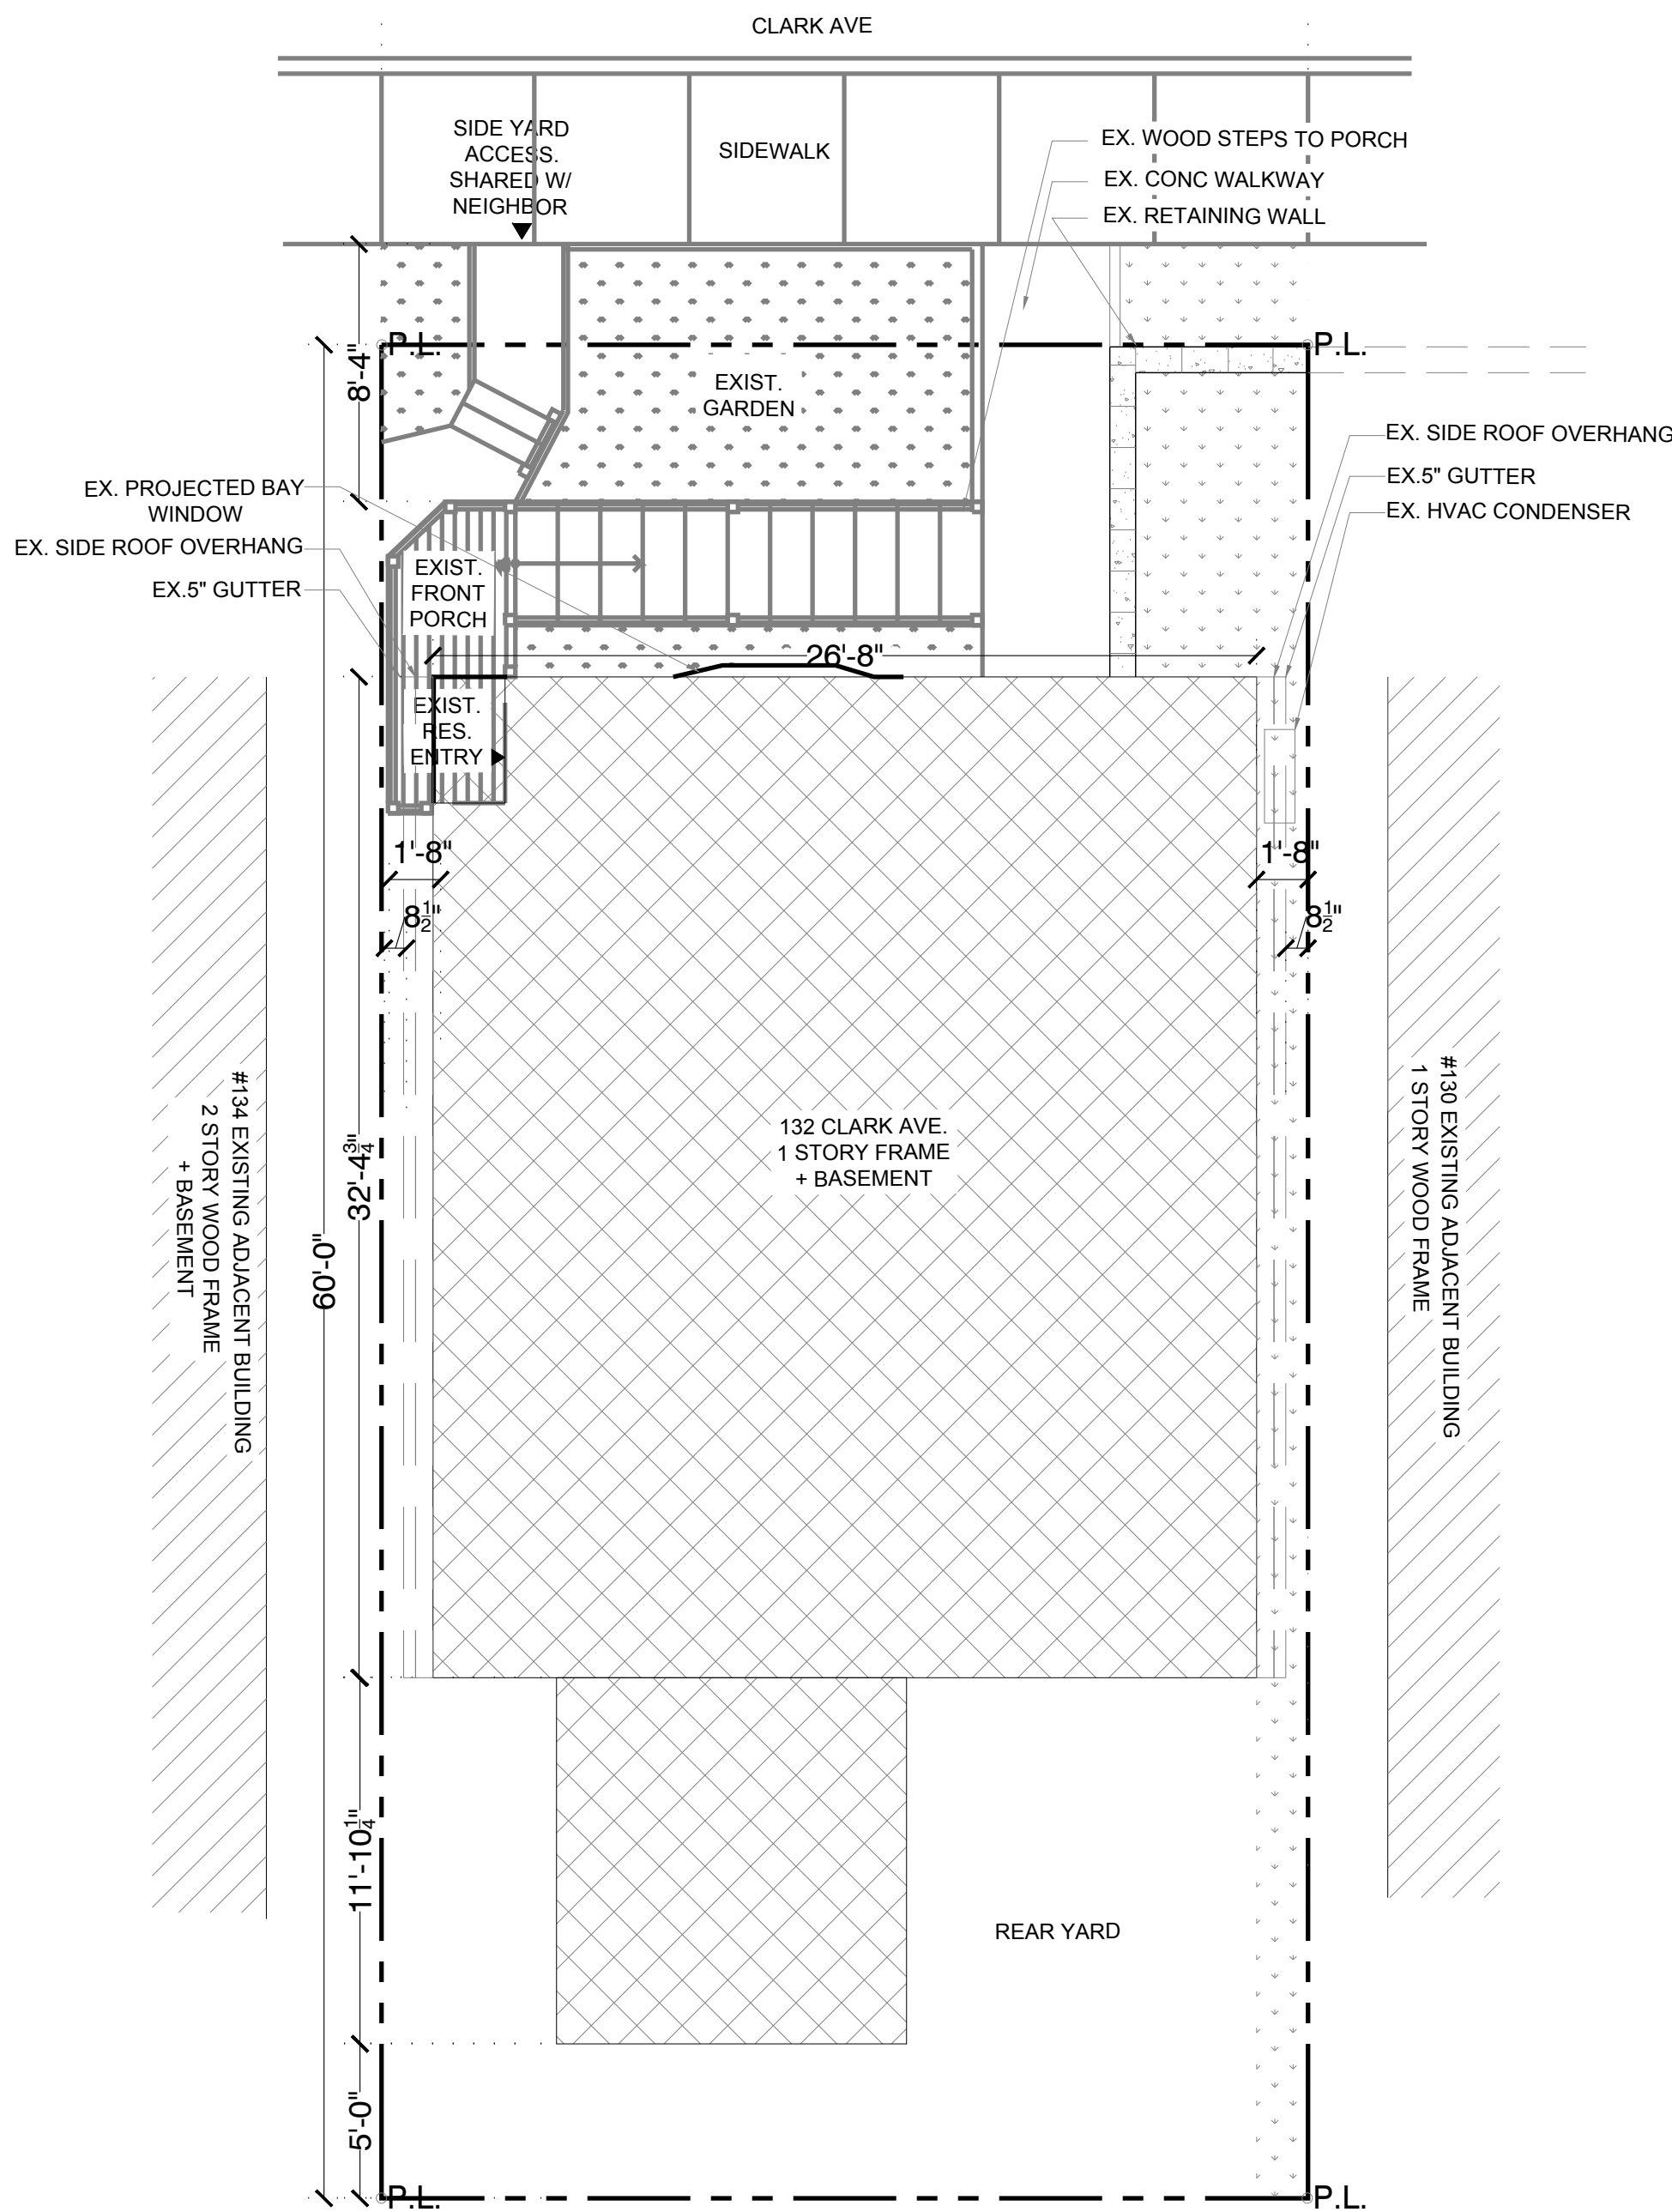 CLARK AVE
SIDE YARD
ACCESS.
SHARED W/
NEIGHBOR
SIDEWALK
EX. WOOD STEPS TO PORCH
EX. CONC WALKWAY
EX. RETAINING WALL
P.L.
P.L.
8'-4"
EXIST.
GARDEN
EX. SIDE ROOF OVERHANG
EX.5" GUTTER
EX. HVAC CONDENSER
EX. PROJECTED BAY
WINDOW
EX. SIDE ROOF OVERHANG
EX.5" GUTTER
EXIST.
FRONT
PORCH
26'-8"
EXIST.
RES.
ENTRY
1'-8"
1'-8"
8½"
8½"
132 CLARK AVE.
1 STORY FRAME
+ BASEMENT
#134 EXISTING ADJACENT BUILDING
2 STORY WOOD FRAME
+ BASEMENT
#130 EXISTING ADJACENT BUILDING
1 STORY WOOD FRAME
32'-4¾"
60'-0"
11'-10¼"
REAR YARD
5'-0"
P.L.
P.L.